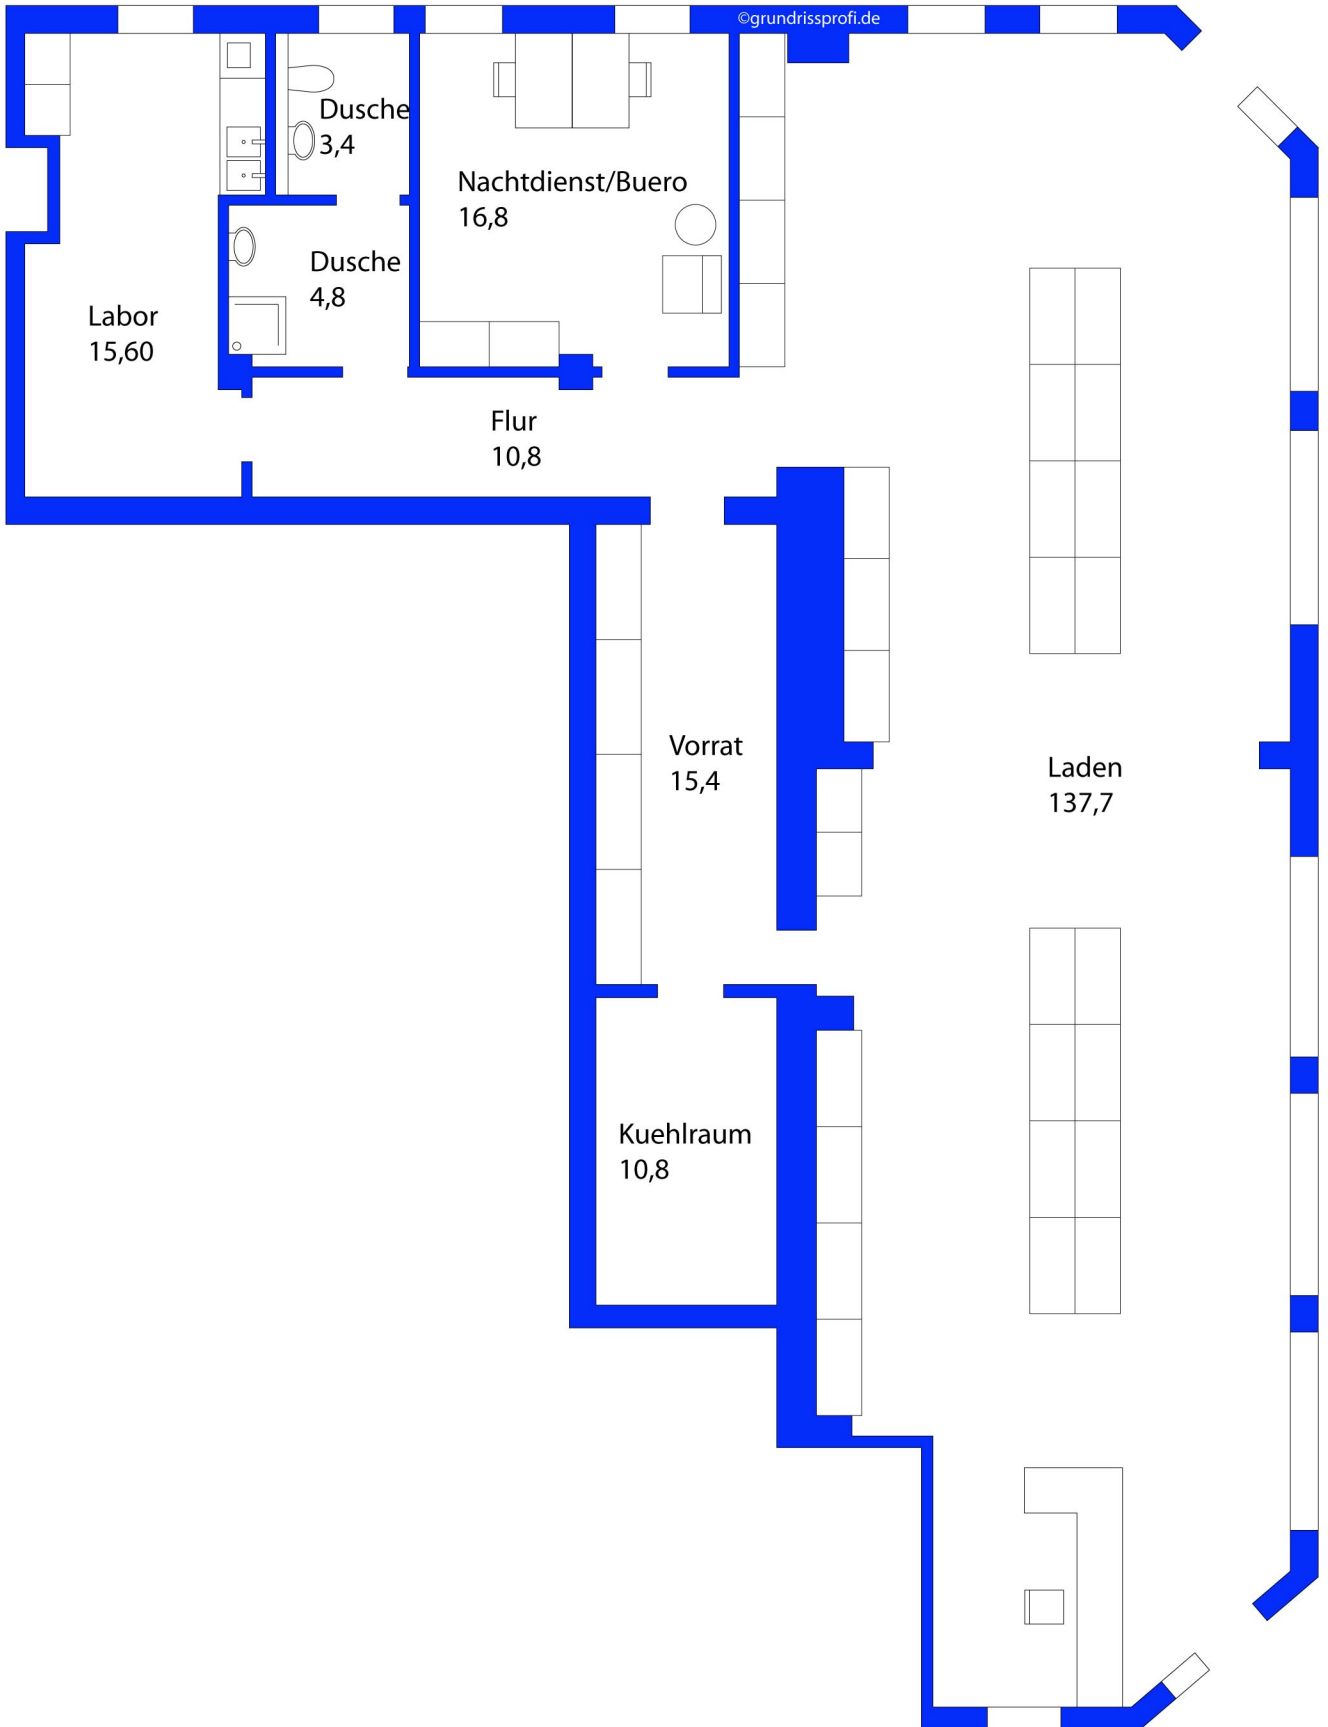 ©grundrissprofi.de
Dusche
3,4
Nachtdienst/Buero
16,8
Dusche
4,8
Labor
15,60
Flur
10,8
Vorrat
15,4
Laden
137,7
Kuehlraum
10,8